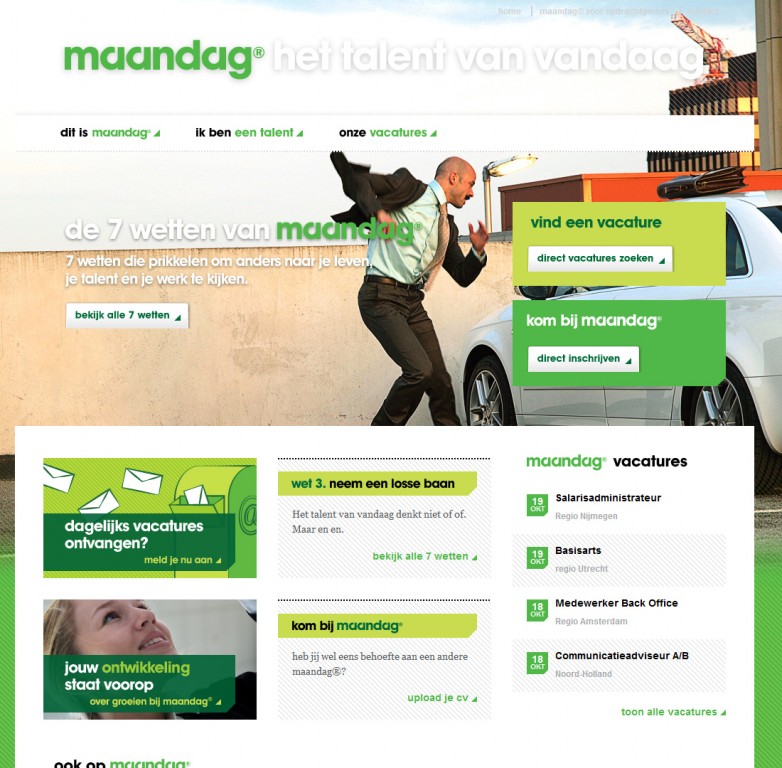 home | maandag® voor opdrachtgevers
maandag® het talent van vandaag
dit is maandag®
ik ben een talent
onze vacatures
de 7 wetten van maandag®
7 wetten die prikkelen om anders naar je leven,
je talent én je werk te kijken.
bekijk alle 7 wetten
vind een vacature
direct vacatures zoeken
kom bij maandag®
direct inschrijven
dagelijks vacatures
ontvangen?
meld je nu aan
wet 3. neem een losse baan
Het talent van vandaag denkt niet of of.
Maar en en.
bekijk alle 7 wetten
jouw ontwikkeling
staat voorop
over groeien bij maandag®
kom bij maandag®
heb jij wel eens behoefte aan een andere
maandag®?
upload je cv
maandag® vacatures
19 OKT
Salarisadministrateur
Regio Nijmegen
19 OKT
Basisarts
regio Utrecht
18 OKT
Medewerker Back Office
Regio Amsterdam
18 OKT
Communicatieadviseur A/B
Noord-Holland
toon alle vacatures
ook op maandag®